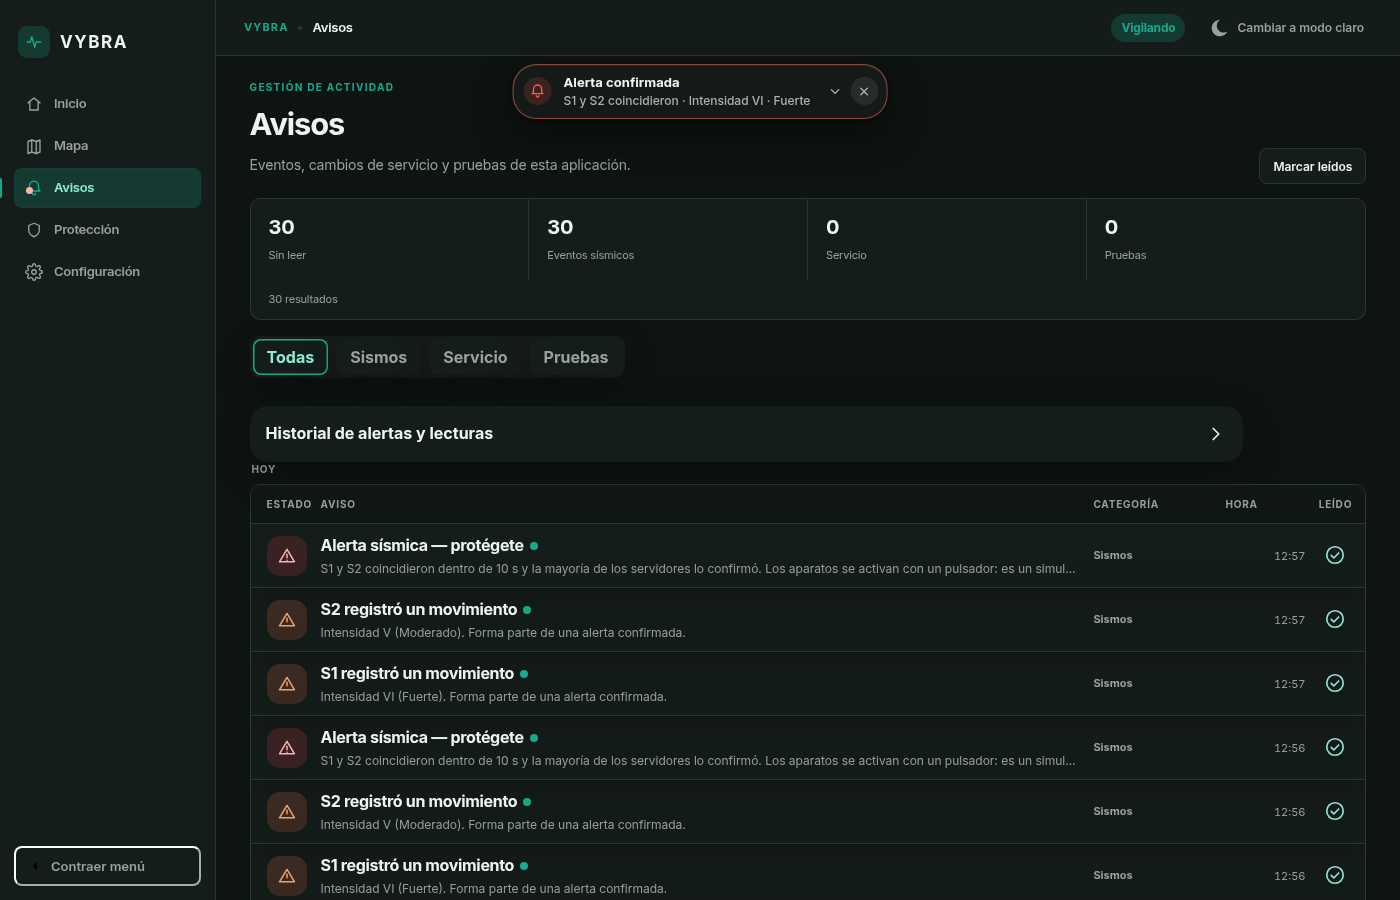 VYBRA
Inicio
Mapa
Avisos
Protección
Configuración
Contraer menú
VYBRA • Avisos
Vigilando
Cambiar a modo claro
Alerta confirmada
S1 y S2 coincidieron · Intensidad VI · Fuerte
GESTIÓN DE ACTIVIDAD
Avisos
Eventos, cambios de servicio y pruebas de esta aplicación.
Marcar leídos
30
Sin leer
30
Eventos sísmicos
0
Servicio
0
Pruebas
30 resultados
Todas Sismos Servicio Pruebas
Historial de alertas y lecturas
HOY
ESTADO AVISO CATEGORÍA HORA LEÍDO
Alerta sísmica — protégete
S1 y S2 coincidieron dentro de 10 s y la mayoría de los servidores lo confirmó. Los aparatos se activan con un pulsador: es un simul...
Sismos 12:57
S2 registró un movimiento
Intensidad V (Moderado). Forma parte de una alerta confirmada.
Sismos 12:57
S1 registró un movimiento
Intensidad VI (Fuerte). Forma parte de una alerta confirmada.
Sismos 12:57
Alerta sísmica — protégete
S1 y S2 coincidieron dentro de 10 s y la mayoría de los servidores lo confirmó. Los aparatos se activan con un pulsador: es un simul...
Sismos 12:56
S2 registró un movimiento
Intensidad V (Moderado). Forma parte de una alerta confirmada.
Sismos 12:56
S1 registró un movimiento
Intensidad VI (Fuerte). Forma parte de una alerta confirmada.
Sismos 12:56